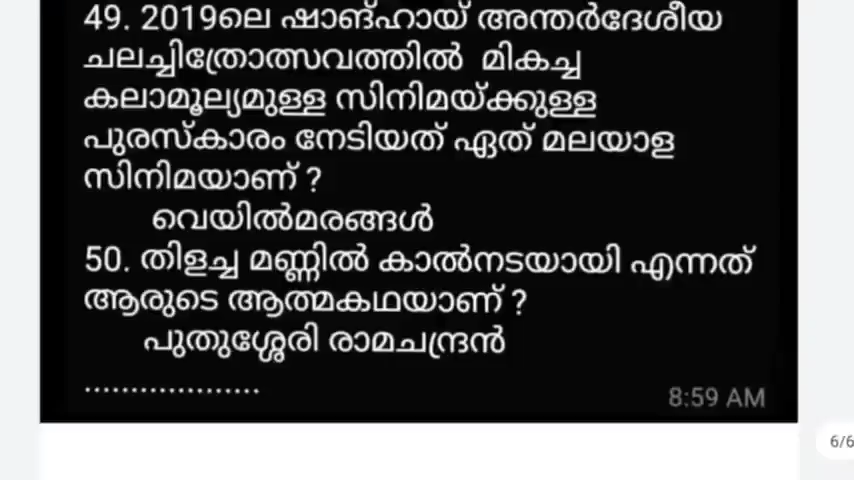 49. 2019ലെ ഷാങ്ഹായ് അന്തർദേശീയ
ചലച്ചിത്രോത്സവത്തിൽ മികച്ച
കലാമൂല്യമുള്ള സിനിമയ്ക്കുള്ള
പുരസ്കാരം നേടിയത് ഏത് മലയാള
സിനിമയാണ് ?
വെയിൽമരങ്ങൾ
50. തിളച്ച മണ്ണിൽ കാൽനടയായി എന്നത്
ആരുടെ ആത്മകഥയാണ് ?
പുതുശ്ശേരി രാമചന്ദ്രൻ
...................
8:59 AM
6/6